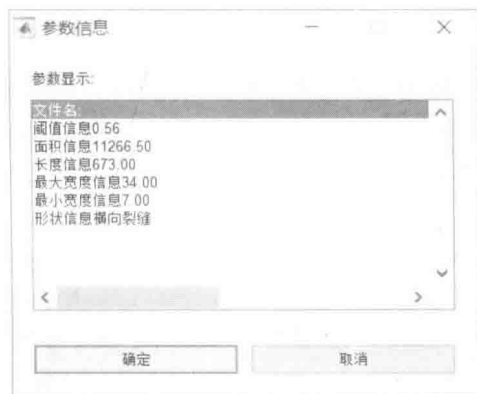 参数信息
参数显示:
文件名:
阈值信息0.56
面积信息11266.50
长度信息673.00
最大宽度信息34.00
最小宽度信息7.00
形状信息横向裂缝
确定
取消